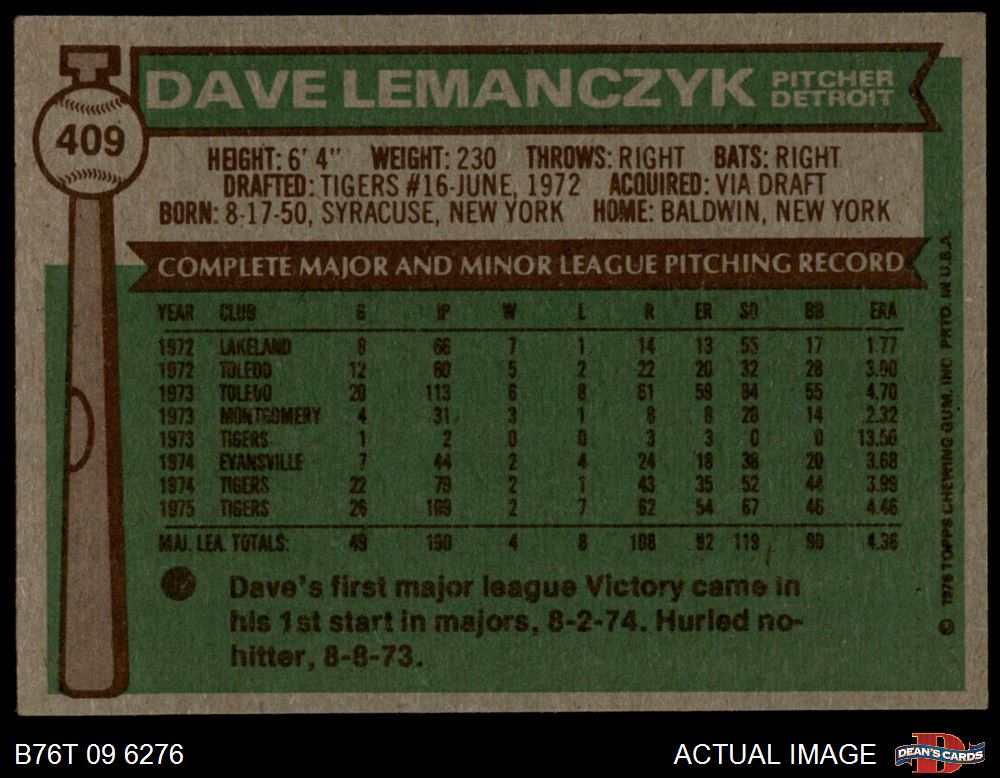 DAVE LEMANCZYK PITCHER DETROIT
409
HEIGHT: 6' 4" WEIGHT: 230 THROWS: RIGHT BATS: RIGHT
DRAFTED: TIGERS #16-JUNE, 1972 ACQUIRED: VIA DRAFT
BORN: 8-17-50, SYRACUSE, NEW YORK HOME: BALDWIN, NEW YORK
COMPLETE MAJOR AND MINOR LEAGUE PITCHING RECORD
YEAR CLUB G IP W L R ER SO BB ERA
1972 LAKELAND 8 66 7 1 14 13 55 17 1.77
1972 TOLEDO 12 60 5 2 22 20 32 28 3.00
1973 TOLEDO 20 113 6 8 61 59 84 55 4.70
1973 MONTGOMERY 4 31 3 1 8 8 28 14 2.32
1973 TIGERS 1 2 0 0 3 3 0 0 13.50
1974 EVANSVILLE 7 44 2 4 24 18 38 20 3.68
1974 TIGERS 22 79 2 1 43 35 52 44 3.99
1975 TIGERS 26 109 2 7 62 54 67 46 4.46
MAJ. LEA. TOTALS: 49 190 4 8 108 92 119 90 4.36
Dave's first major league Victory came in
his 1st start in majors, 8-2-74. Hurled no-
hitter, 8-8-73.
© 1976 TOPPS CHEWING GUM, INC. PRTD. IN U.S.A.
B76T 09 6276
ACTUAL IMAGE
D
DEAN'S CARDS